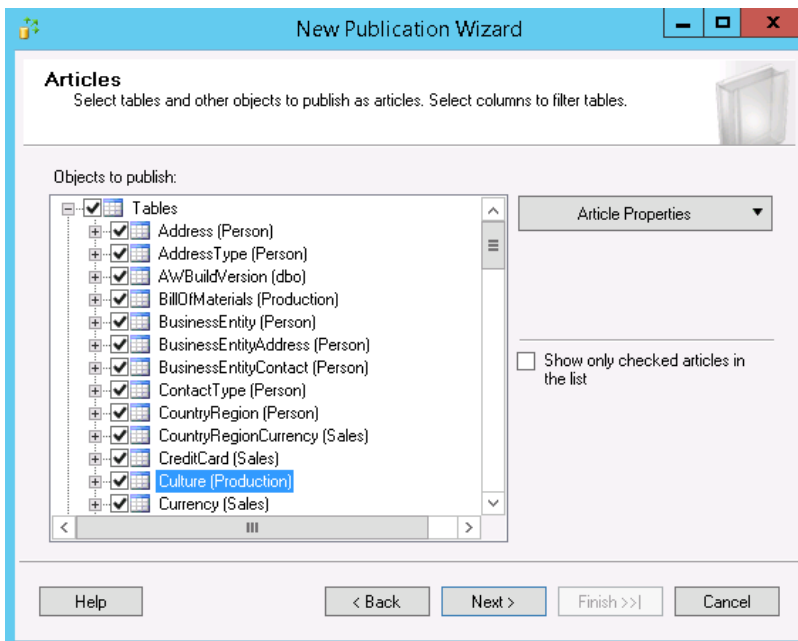 New Publication Wizard
Articles
Select tables and other objects to publish as articles. Select columns to filter tables.
Objects to publish:
Tables
Address (Person)
AddressType (Person)
AWBuildVersion (dbo)
BillOfMaterials (Production)
BusinessEntity (Person)
BusinessEntityAddress (Person)
BusinessEntityContact (Person)
ContactType (Person)
CountryRegion (Person)
CountryRegionCurrency (Sales)
CreditCard (Sales)
Culture (Production)
Currency (Sales)
Article Properties
Show only checked articles in
the list
Help
< Back
Next >
Finish >>|
Cancel